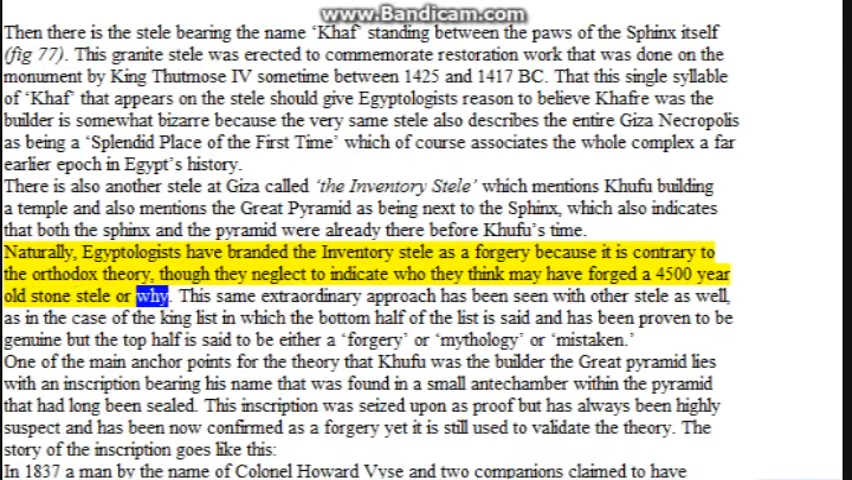 www.Bandicam.com
Then there is the stele bearing the name ‘Khaf’ standing between the paws of the Sphinx itself
(fig 77). This granite stele was erected to commemorate restoration work that was done on the
monument by King Thutmose IV sometime between 1425 and 1417 BC. That this single syllable
of ‘Khaf’ that appears on the stele should give Egyptologists reason to believe Khafre was the
builder is somewhat bizarre because the very same stele also describes the entire Giza Necropolis
as being a ‘Splendid Place of the First Time’ which of course associates the whole complex a far
earlier epoch in Egypt’s history.
There is also another stele at Giza called ‘the Inventory Stele’ which mentions Khufu building
a temple and also mentions the Great Pyramid as being next to the Sphinx, which also indicates
that both the sphinx and the pyramid were already there before Khufu’s time.
Naturally, Egyptologists have branded the Inventory stele as a forgery because it is contrary to
the orthodox theory, though they neglect to indicate who they think may have forged a 4500 year
old stone stele or why. This same extraordinary approach has been seen with other stele as well,
as in the case of the king list in which the bottom half of the list is said and has been proven to be
genuine but the top half is said to be either a ‘forgery’ or ‘mythology’ or ‘mistaken.’
One of the main anchor points for the theory that Khufu was the builder the Great pyramid lies
with an inscription bearing his name that was found in a small antechamber within the pyramid
that had long been sealed. This inscription was seized upon as proof but has always been highly
suspect and has been now confirmed as a forgery yet it is still used to validate the theory. The
story of the inscription goes like this:
In 1837 a man by the name of Colonel Howard Vyse and two companions claimed to have